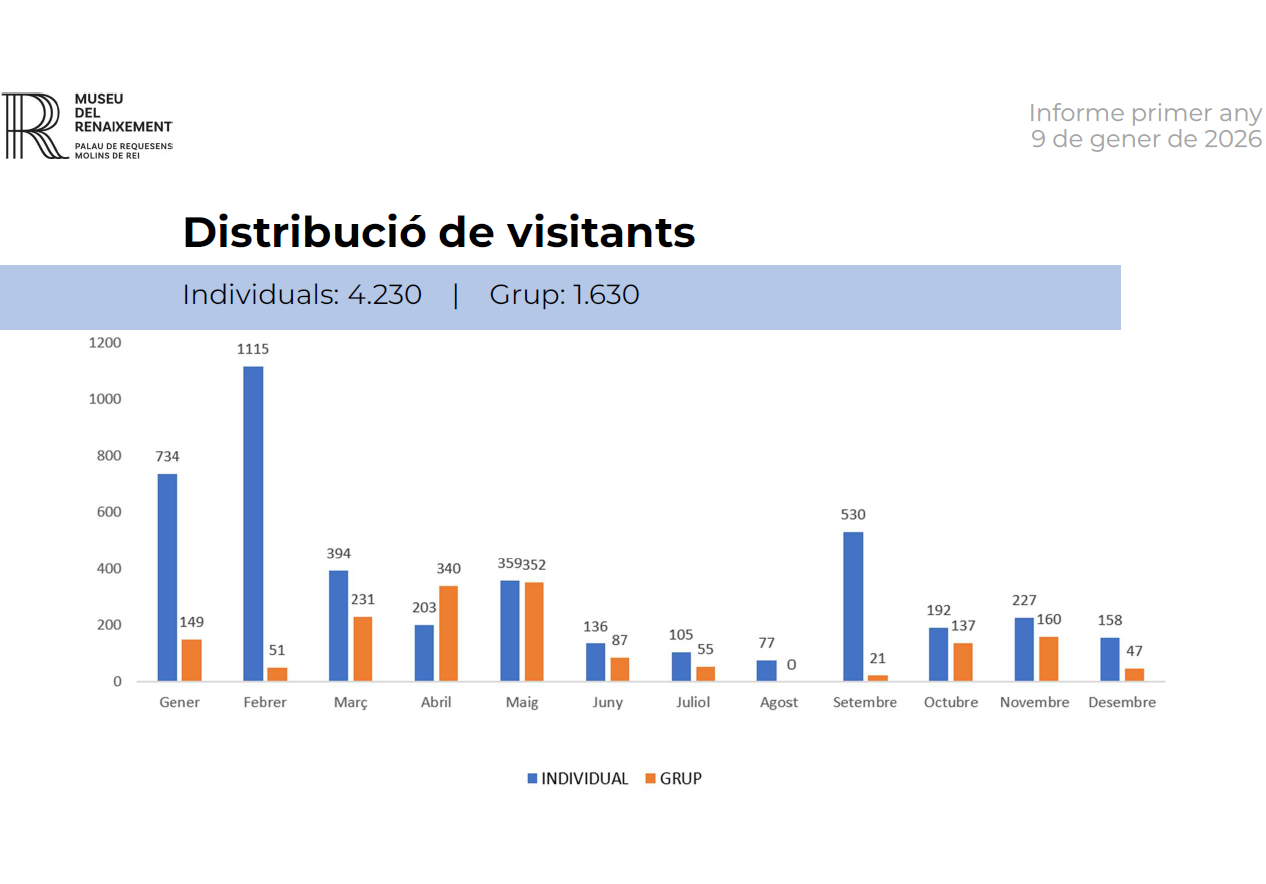 MUSEU
DEL
RENAIXEMENT
PALAU DE REQUESENS
MOLINS DE REI
Informe primer any
9 de gener de 2026
Distribució de visitants
Individuals: 4.230 | Grup: 1.630
1200
1000
800
600
400
200
0
734
149
1115
51
394
231
203
340
359
352
136
87
105
55
77
0
530
21
192
137
227
160
158
47
Gener Febrer Març Abril Maig Juny Juliol Agost Setembre Octubre Novembre Desembre
INDIVIDUAL GRUP